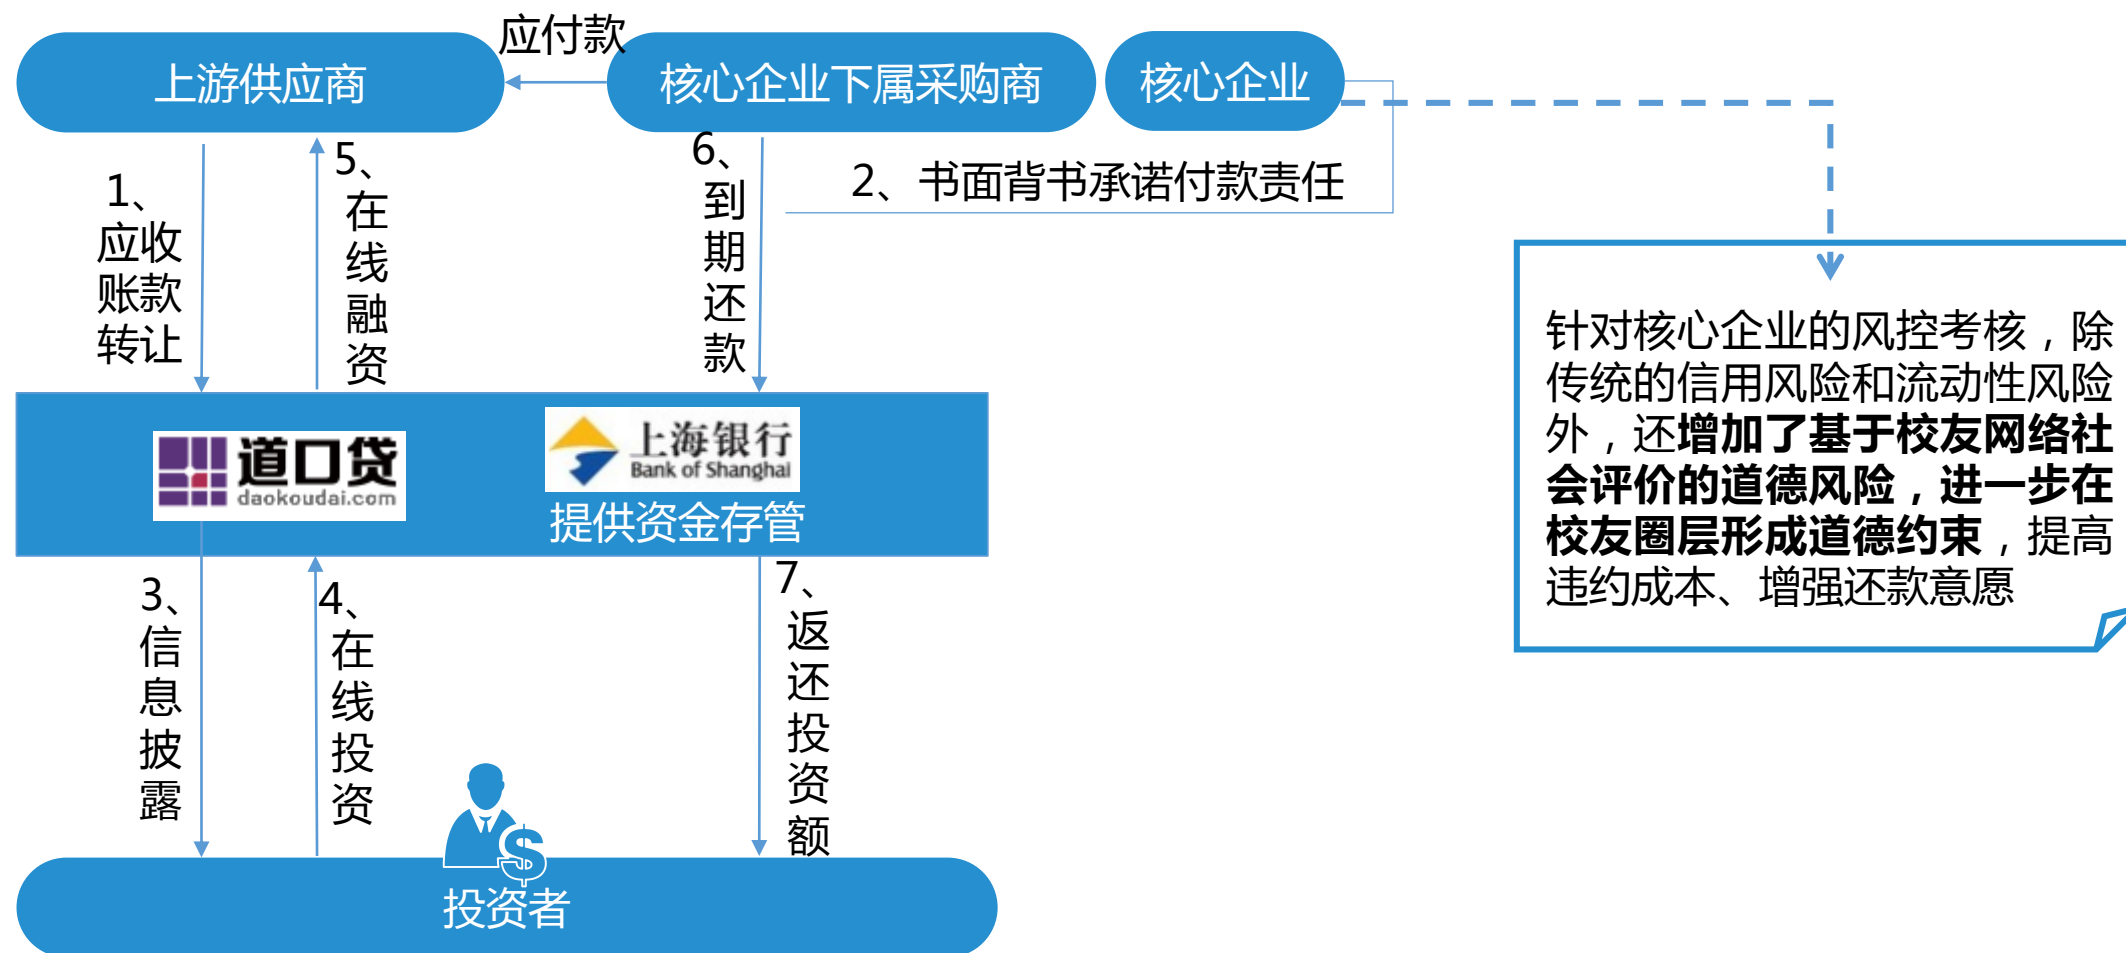 应付款
上游供应商
核心企业下属采购商
核心企业
1、
应收
账款
转让
5、
在
线
融
资
6、
到
期
还
款
2、书面背书承诺付款责任
道口贷
daokoudai.com
上海银行
Bank of Shanghai
提供资金存管
3、
信
息
披
露
4、
在
线
投
资
7、
返
还
投
资
额
$
投资者
针对核心企业的风控考核，除
传统的信用风险和流动性风险
外，还增加了基于校友网络社
会评价的道德风险，进一步在
校友圈层形成道德约束，提高
违约成本、增强还款意愿